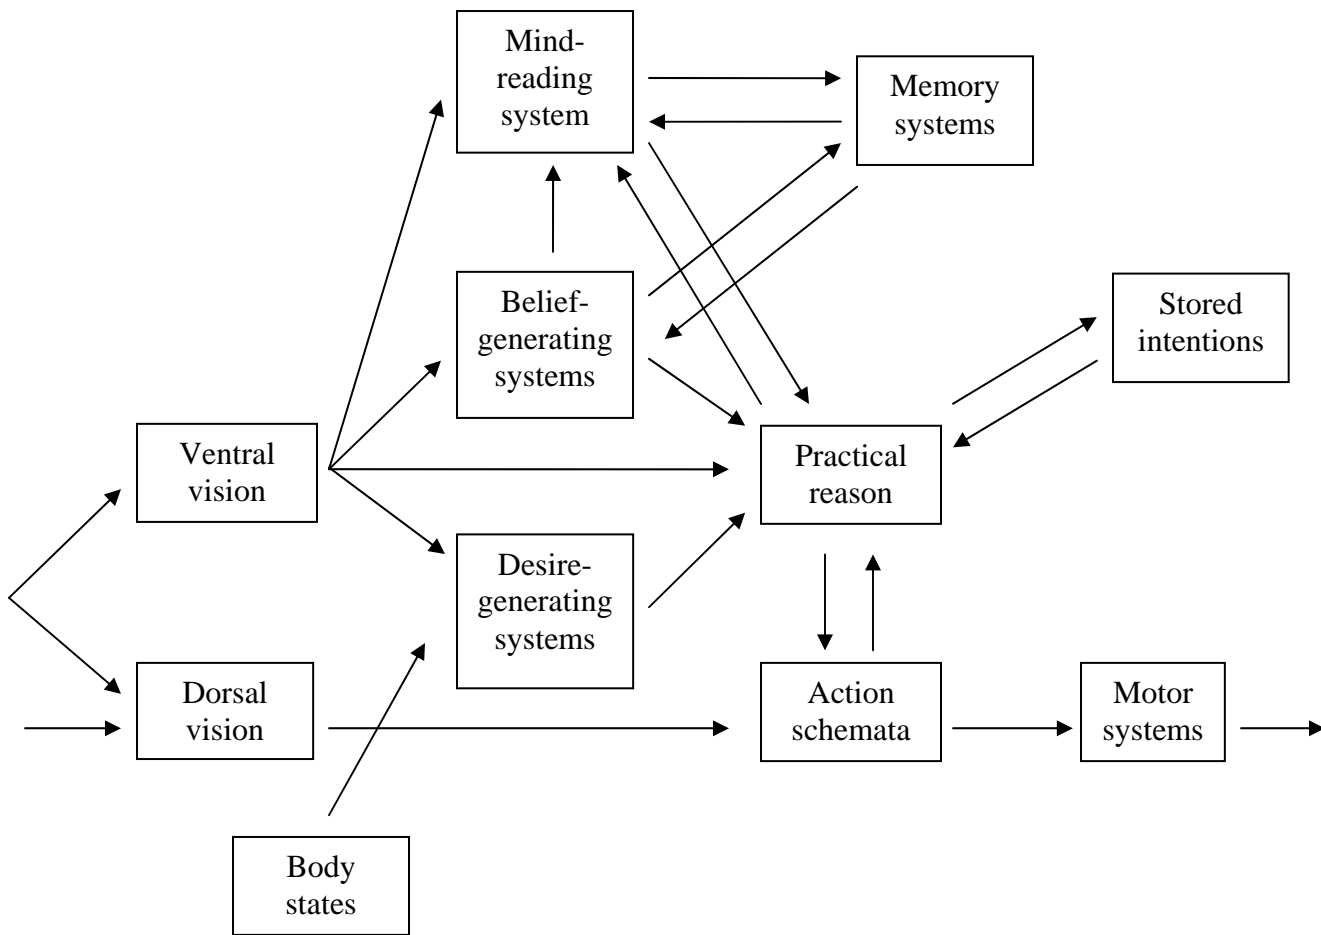 Mind-
reading
system
Memory
systems
Belief-
generating
systems
Stored
intentions
Ventral
vision
Practical
reason
Desire-
generating
systems
Dorsal
vision
Action
schemata
Motor
systems
Body
states